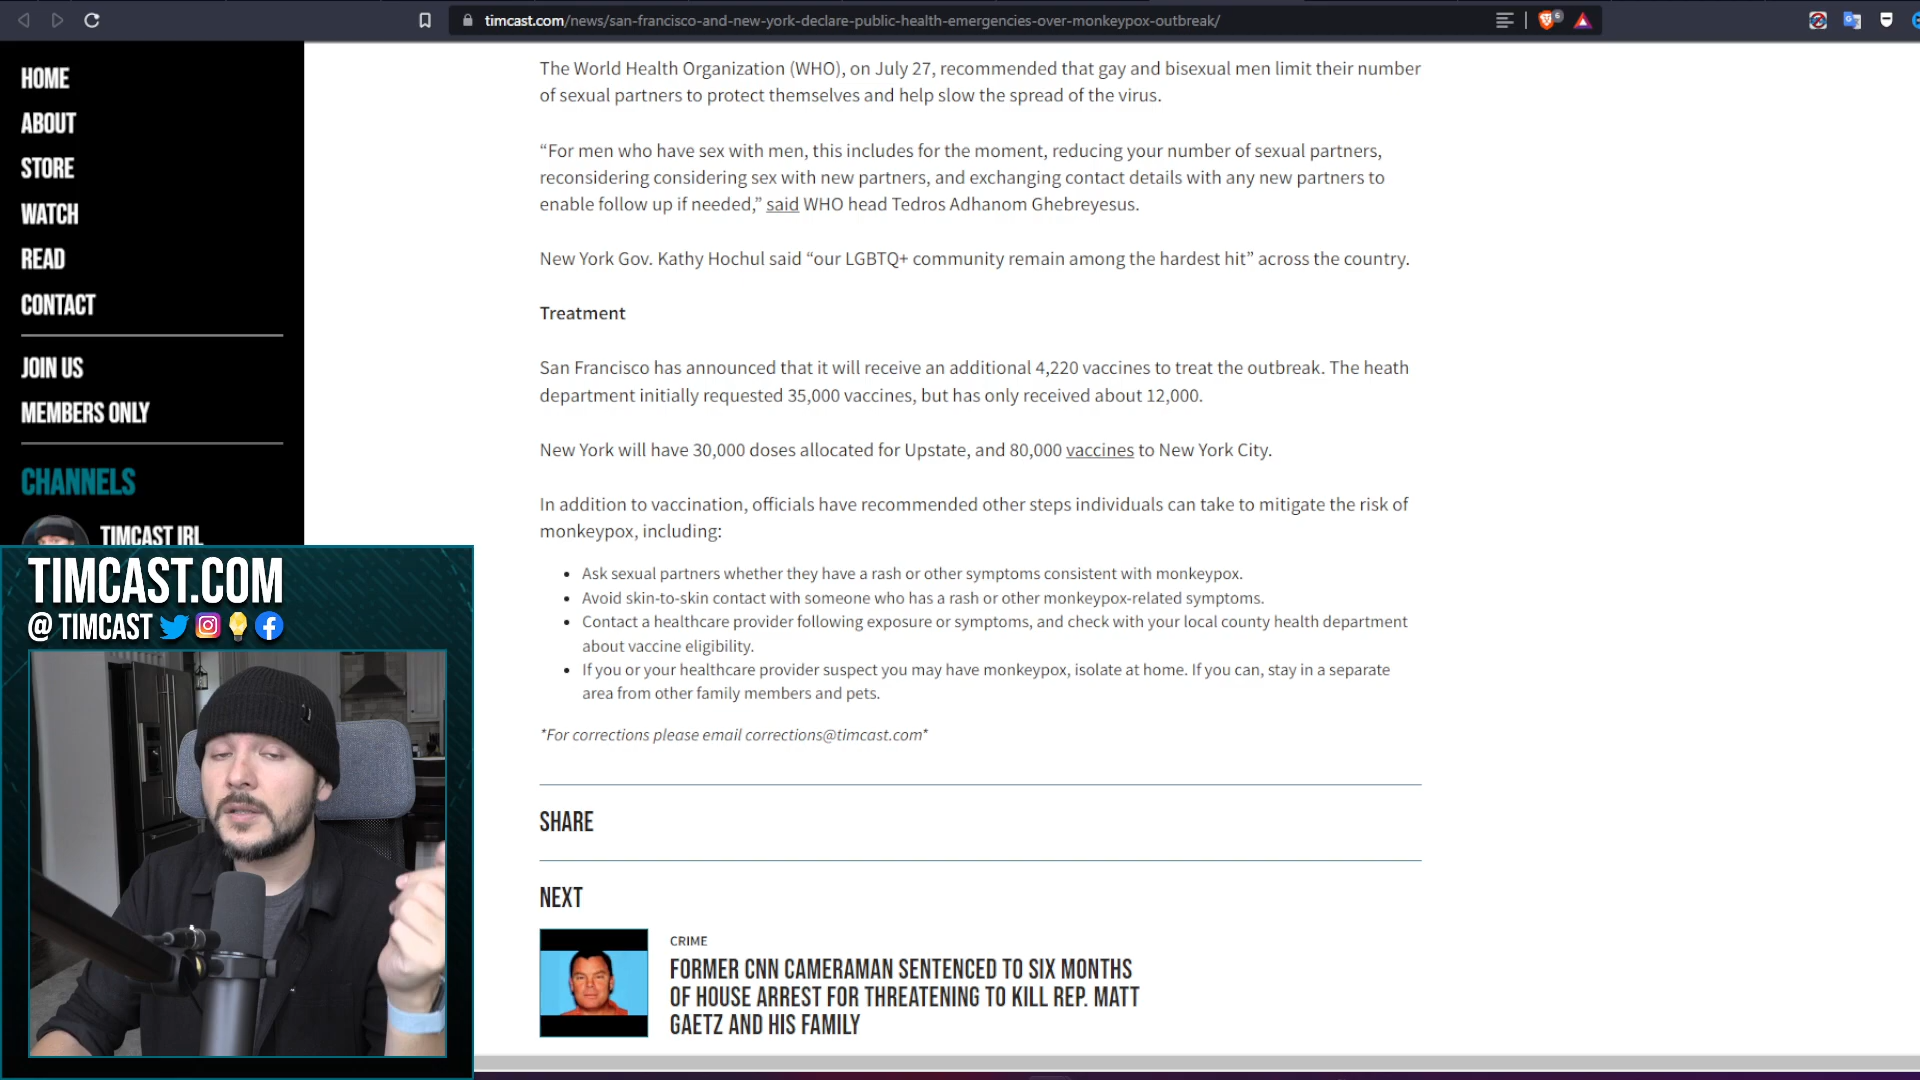 timcast.com/news/san-francisco-and-new-york-declare-public-health-emergencies-over-monkeypox-outbreak/
6
HOME
ABOUT
STORE
WATCH
READ
CONTACT
JOIN US
MEMBERS ONLY
CHANNELS
TIMCAST IRL
TIMCAST.COM
@ TIMCAST
The World Health Organization (WHO), on July 27, recommended that gay and bisexual men limit their number
of sexual partners to protect themselves and help slow the spread of the virus.
“For men who have sex with men, this includes for the moment, reducing your number of sexual partners,
reconsidering considering sex with new partners, and exchanging contact details with any new partners to
enable follow up if needed,” said WHO head Tedros Adhanom Ghebreyesus.
New York Gov. Kathy Hochul said “our LGBTQ+ community remain among the hardest hit” across the country.
Treatment
San Francisco has announced that it will receive an additional 4,220 vaccines to treat the outbreak. The heath
department initially requested 35,000 vaccines, but has only received about 12,000.
New York will have 30,000 doses allocated for Upstate, and 80,000 vaccines to New York City.
In addition to vaccination, officials have recommended other steps individuals can take to mitigate the risk of
monkeypox, including:
• Ask sexual partners whether they have a rash or other symptoms consistent with monkeypox.
• Avoid skin-to-skin contact with someone who has a rash or other monkeypox-related symptoms.
• Contact a healthcare provider following exposure or symptoms, and check with your local county health department
about vaccine eligibility.
• If you or your healthcare provider suspect you may have monkeypox, isolate at home. If you can, stay in a separate
area from other family members and pets.
*For corrections please email corrections@timcast.com*
SHARE
NEXT
CRIME
FORMER CNN CAMERAMAN SENTENCED TO SIX MONTHS
OF HOUSE ARREST FOR THREATENING TO KILL REP. MATT
GAETZ AND HIS FAMILY